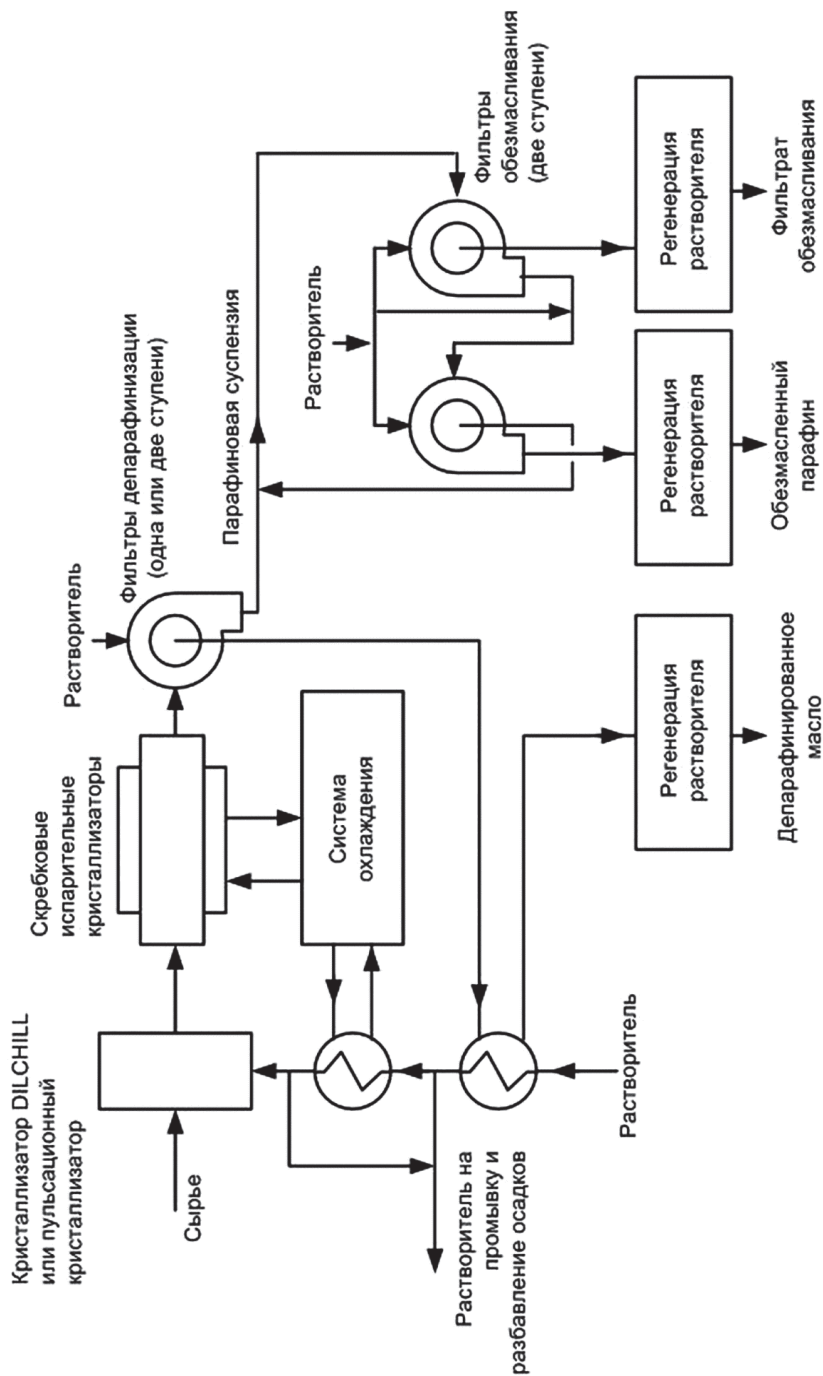 Кристаллизатор DILCHILL
или пульсационный
кристаллизатор
Сырье
Скребковые
испарительные
кристаллизаторы
Растворитель
Фильтры депарафинизации
(одна или две ступени)
Парафиновая суспензия
Система
охлаждения
Растворитель
Фильтры
обезмасливания
(две ступени)
Растворитель на
промывку и
разбавление осадков
Растворитель
Регенерация
растворителя
Депарафинированное
масло
Регенерация
растворителя
Обезмасленный
парафин
Регенерация
растворителя
Фильтрат
обезмасливания